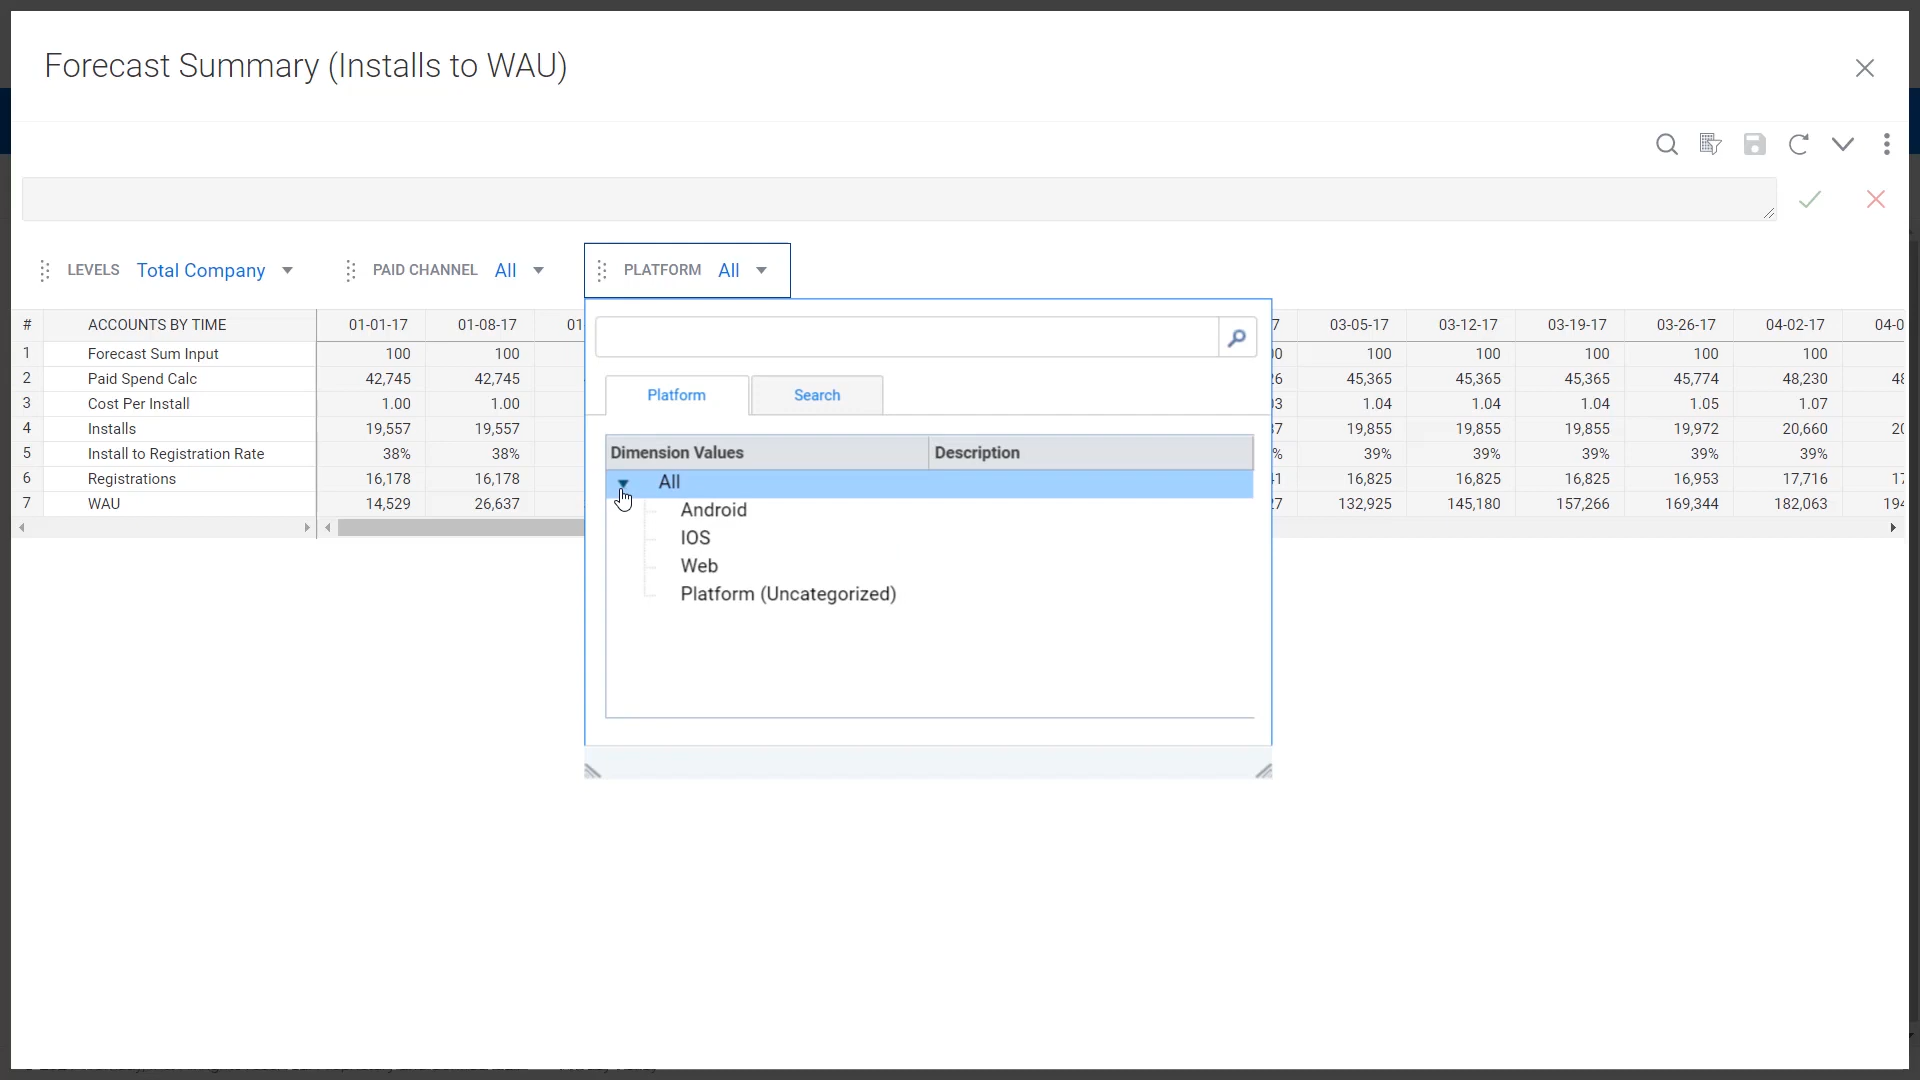 Forecast Summary (Installs to WAU)
LEVELS Total Company PAID CHANNEL All PLATFORM All
# ACCOUNTS BY TIME 01-01-17 01-08-17 01 7 03-05-17 03-12-17 03-19-17 03-26-17 04-02-17 04-0
1 Forecast Sum Input 100 100 100 100 100 100 100
2 Paid Spend Calc 42,745 42,745 45,365 45,365 45,365 45,774 48,230
3 Cost Per Install 1.00 1.00 1.04 1.04 1.04 1.05 1.07
4 Installs 19,557 19,557 19,855 19,855 19,855 19,972 20,660
5 Install to Registration Rate 38% 38% % 39% 39% 39% 39% 39%
6 Registrations 16,178 16,178 16,825 16,825 16,825 16,953 17,716
7 WAU 14,529 26,637 132,925 145,180 157,266 169,344 182,063 194
Platform Search
Dimension Values Description
All
Android
IOS
Web
Platform (Uncategorized)